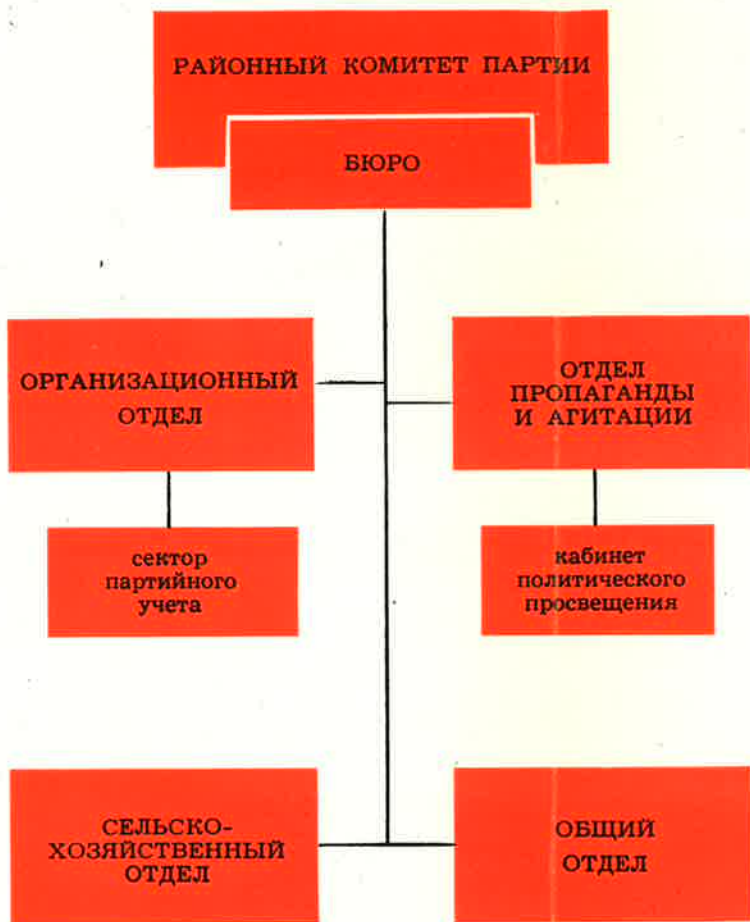 РАЙОННЫЙ КОМИТЕТ ПАРТИИ
БЮРО
ОРГАНИЗАЦИОННЫЙ
ОТДЕЛ
ОТДЕЛ
ПРОПАГАНДЫ
И АГИТАЦИИ
сектор
партийного
учета
кабинет
политического
просвещения
СЕЛЬСКО-
ХОЗЯЙСТВЕННЫЙ
ОТДЕЛ
ОБЩИЙ
ОТДЕЛ